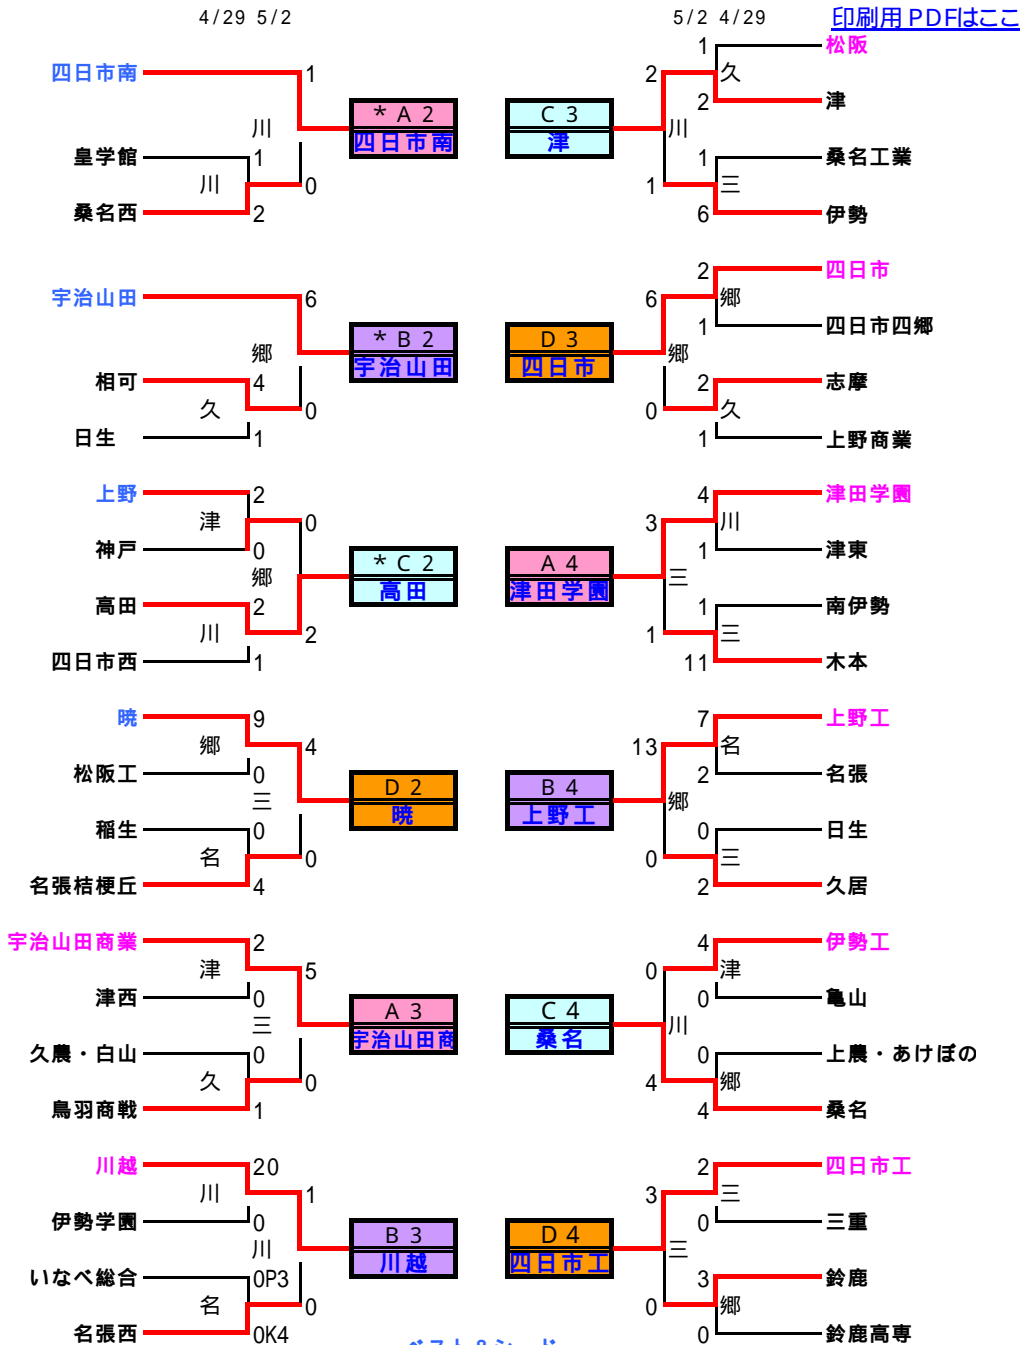 4/29 5/2
5/2 4/29
印刷用PDFはここ
四日市南
1
* A 2
四日市南
川
皇学館
1
川
0
桑名西
2
1
松阪
2
久
2
津
C 3
津
川
1
桑名工業
1
三
6
伊勢
宇治山田
6
* B 2
宇治山田
郷
相可
4
久
0
日生
1
2
四日市
6
郷
1
四日市四郷
D 3
四日市
郷
2
志摩
0
久
1
上野商業
上野
2
津
0
神戸
0
郷
* C 2
高田
高田
2
川
2
四日市西
1
4
津田学園
3
川
1
津東
A 4
津田学園
三
1
南伊勢
1
三
11
木本
暁
9
郷
4
松阪工
0
三
D 2
暁
稲生
0
名
0
名張桔梗丘
4
7
上野工
13
名
2
名張
B 4
上野工
郷
0
日生
0
三
2
久居
宇治山田商業
2
津
5
津西
0
三
A 3
宇治山田商
久農・白山
0
久
0
鳥羽商戦
1
4
伊勢工
0
津
0
亀山
C 4
桑名
川
0
上農・あけぼの
4
郷
4
桑名
川越
20
川
1
伊勢学園
0
川
B 3
川越
いなべ総合
0P3
名
0
名張西
0K4
2
四日市工
3
三
0
三重
D 4
四日市工
三
3
鈴鹿
0
郷
0
鈴鹿高専